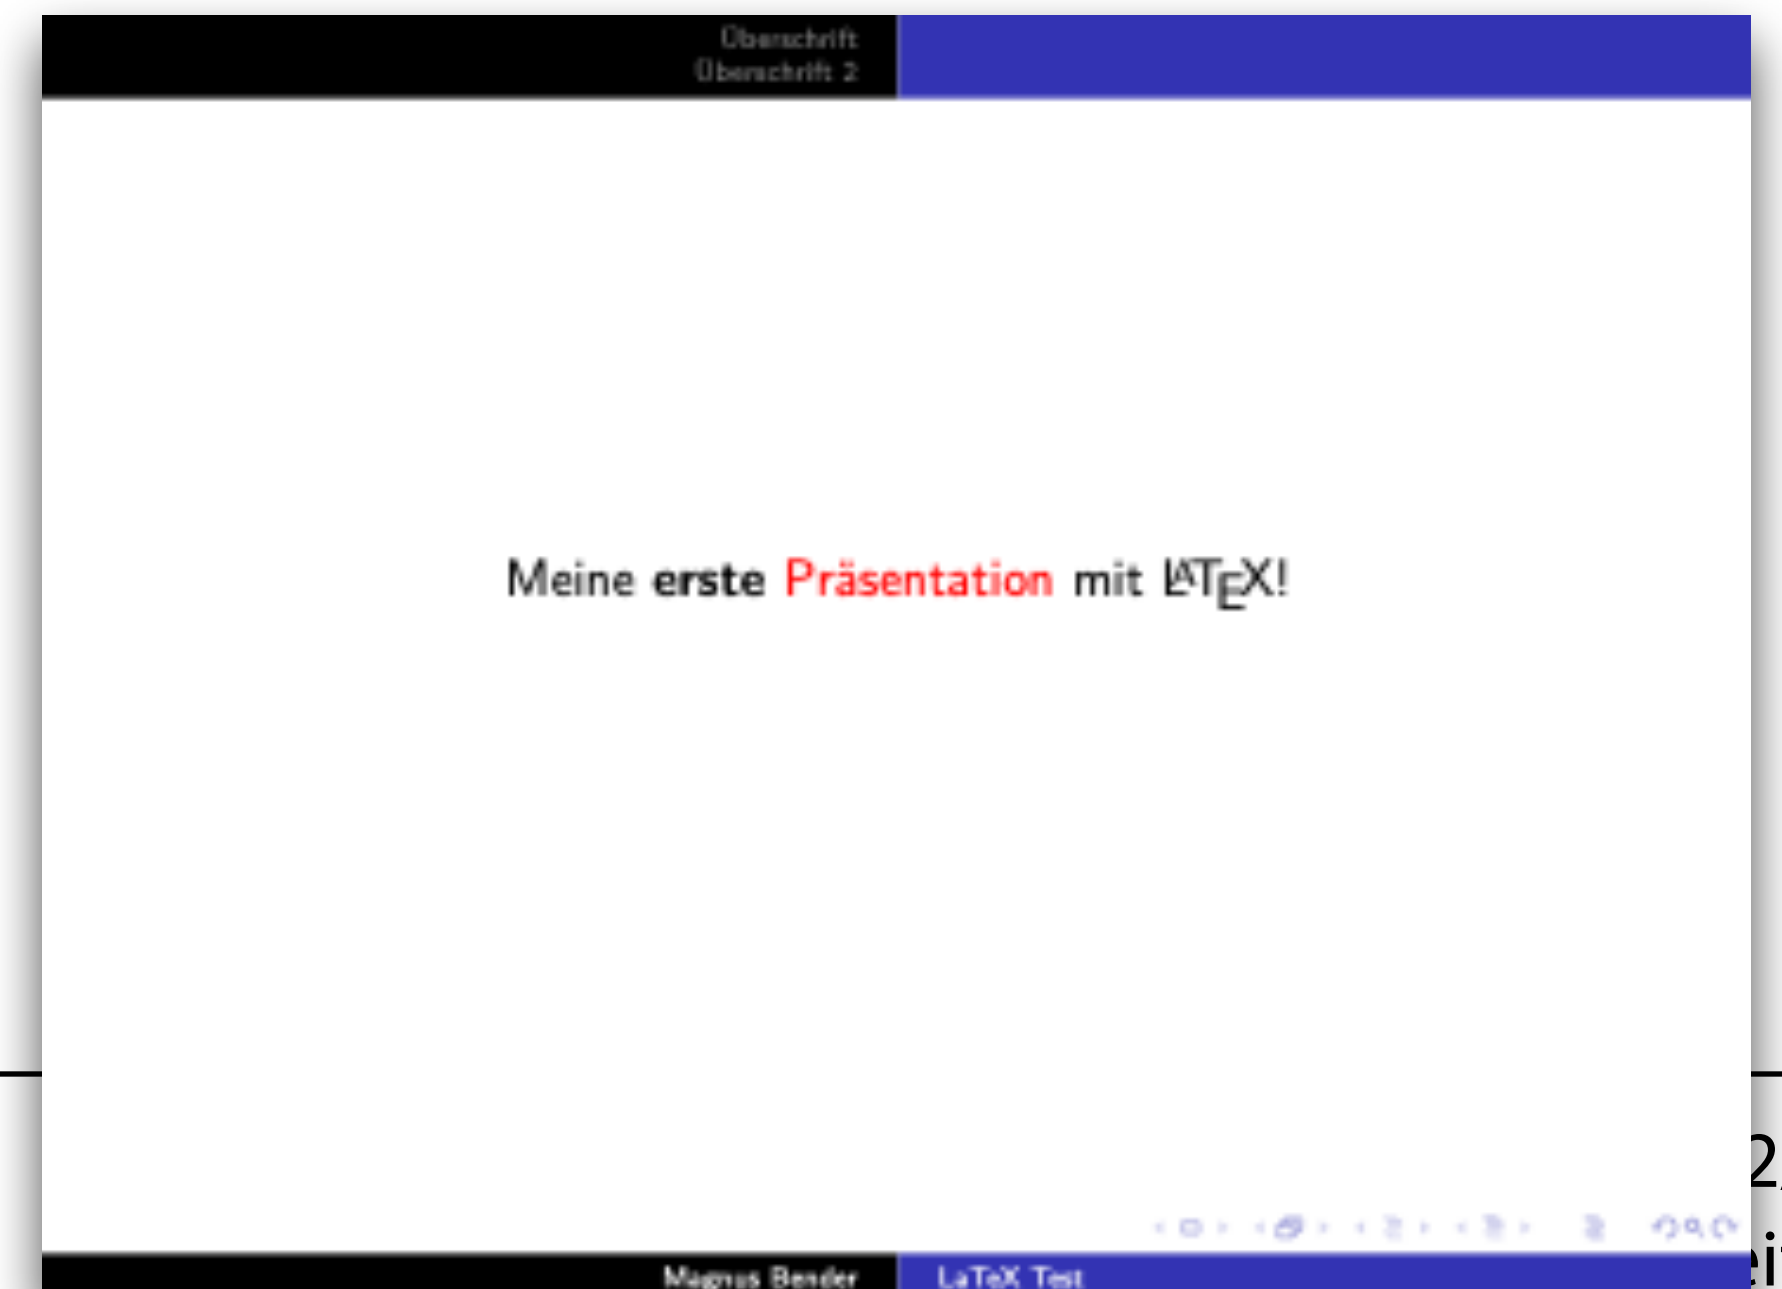 Überschrift
Überschrift 2
Meine erste Präsentation mit LATEX!
Magnus Bender
LaTeX Test